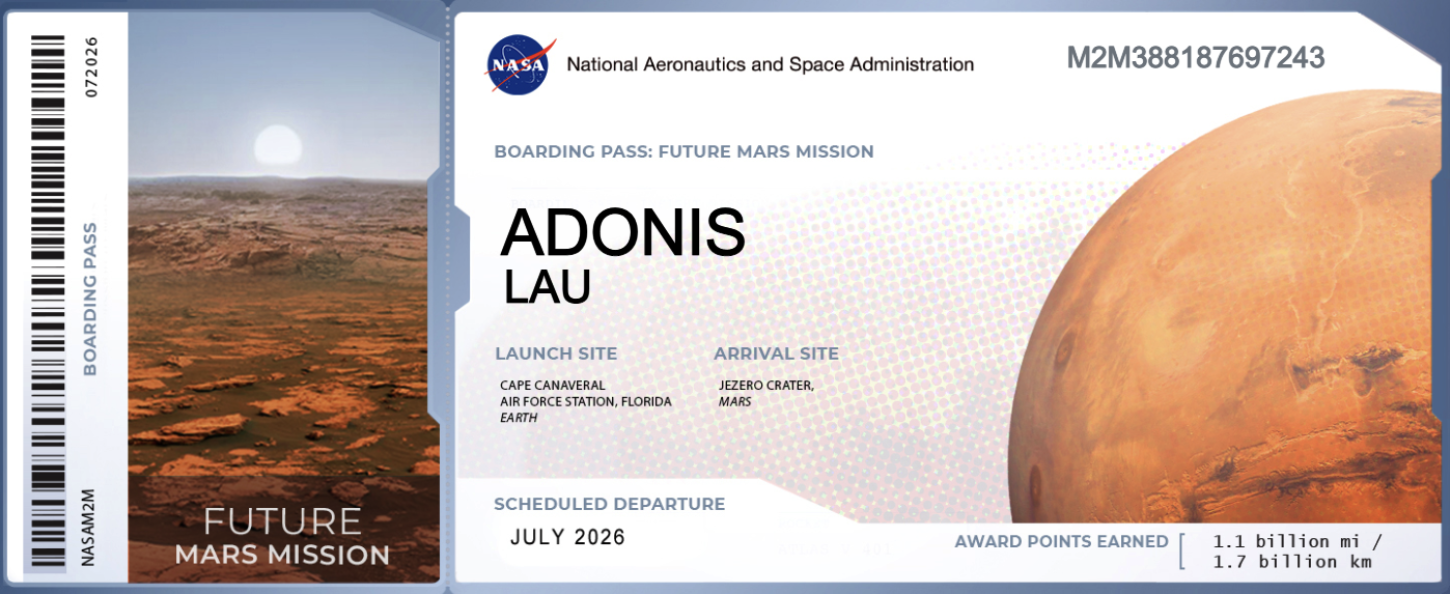 072026
BOARDING PASS
NASAM2M
FUTURE
MARS MISSION
NASA
National Aeronautics and Space Administration
M2M388187697243
BOARDING PASS: FUTURE MARS MISSION
ADONIS
LAU
LAUNCH SITE
CAPE CANAVERAL
AIR FORCE STATION, FLORIDA
EARTH
ARRIVAL SITE
JEZERO CRATER,
MARS
SCHEDULED DEPARTURE
JULY 2026
AWARD POINTS EARNED
1.1 billion mi /
1.7 billion km